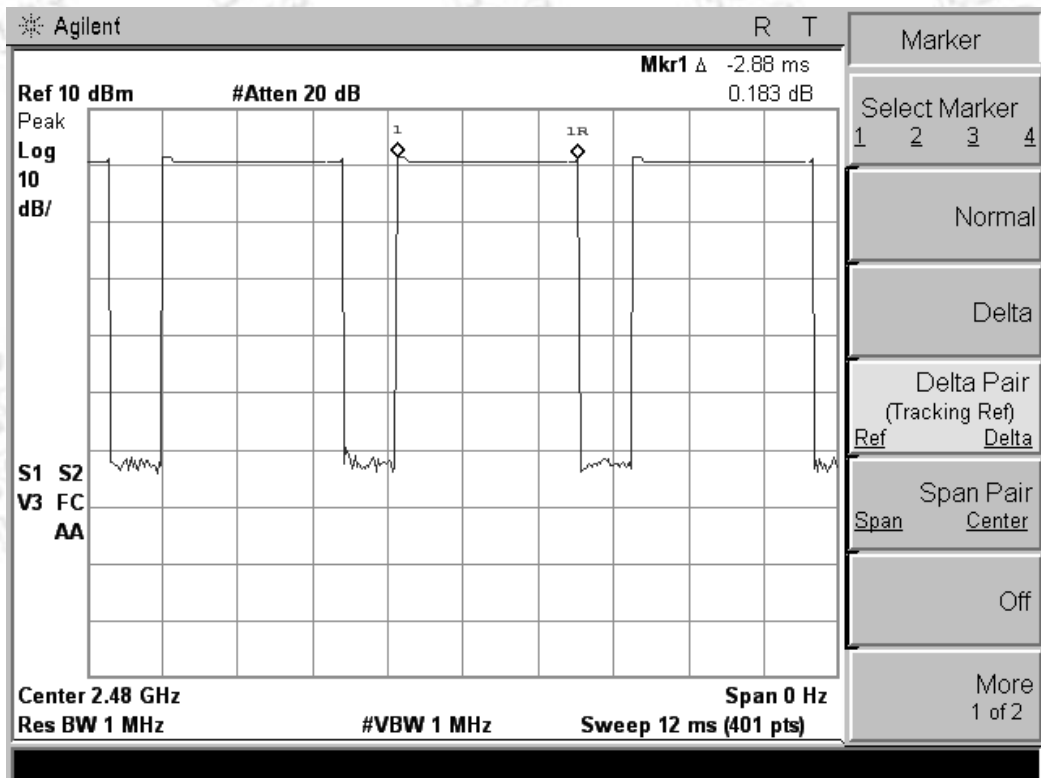 Agilent R T
Mkr1 Δ -2.88 ms
Ref 10 dBm #Atten 20 dB 0.183 dB
Peak
Log
10
dB/
1 1R
S1 S2
V3 FC
AA
Center 2.48 GHz Span 0 Hz
Res BW 1 MHz #VBW 1 MHz Sweep 12 ms (401 pts)
Marker
Select Marker
1 2 3 4
Normal
Delta
Delta Pair
(Tracking Ref)
Ref Delta
Span Pair
Span Center
Off
More
1 of 2